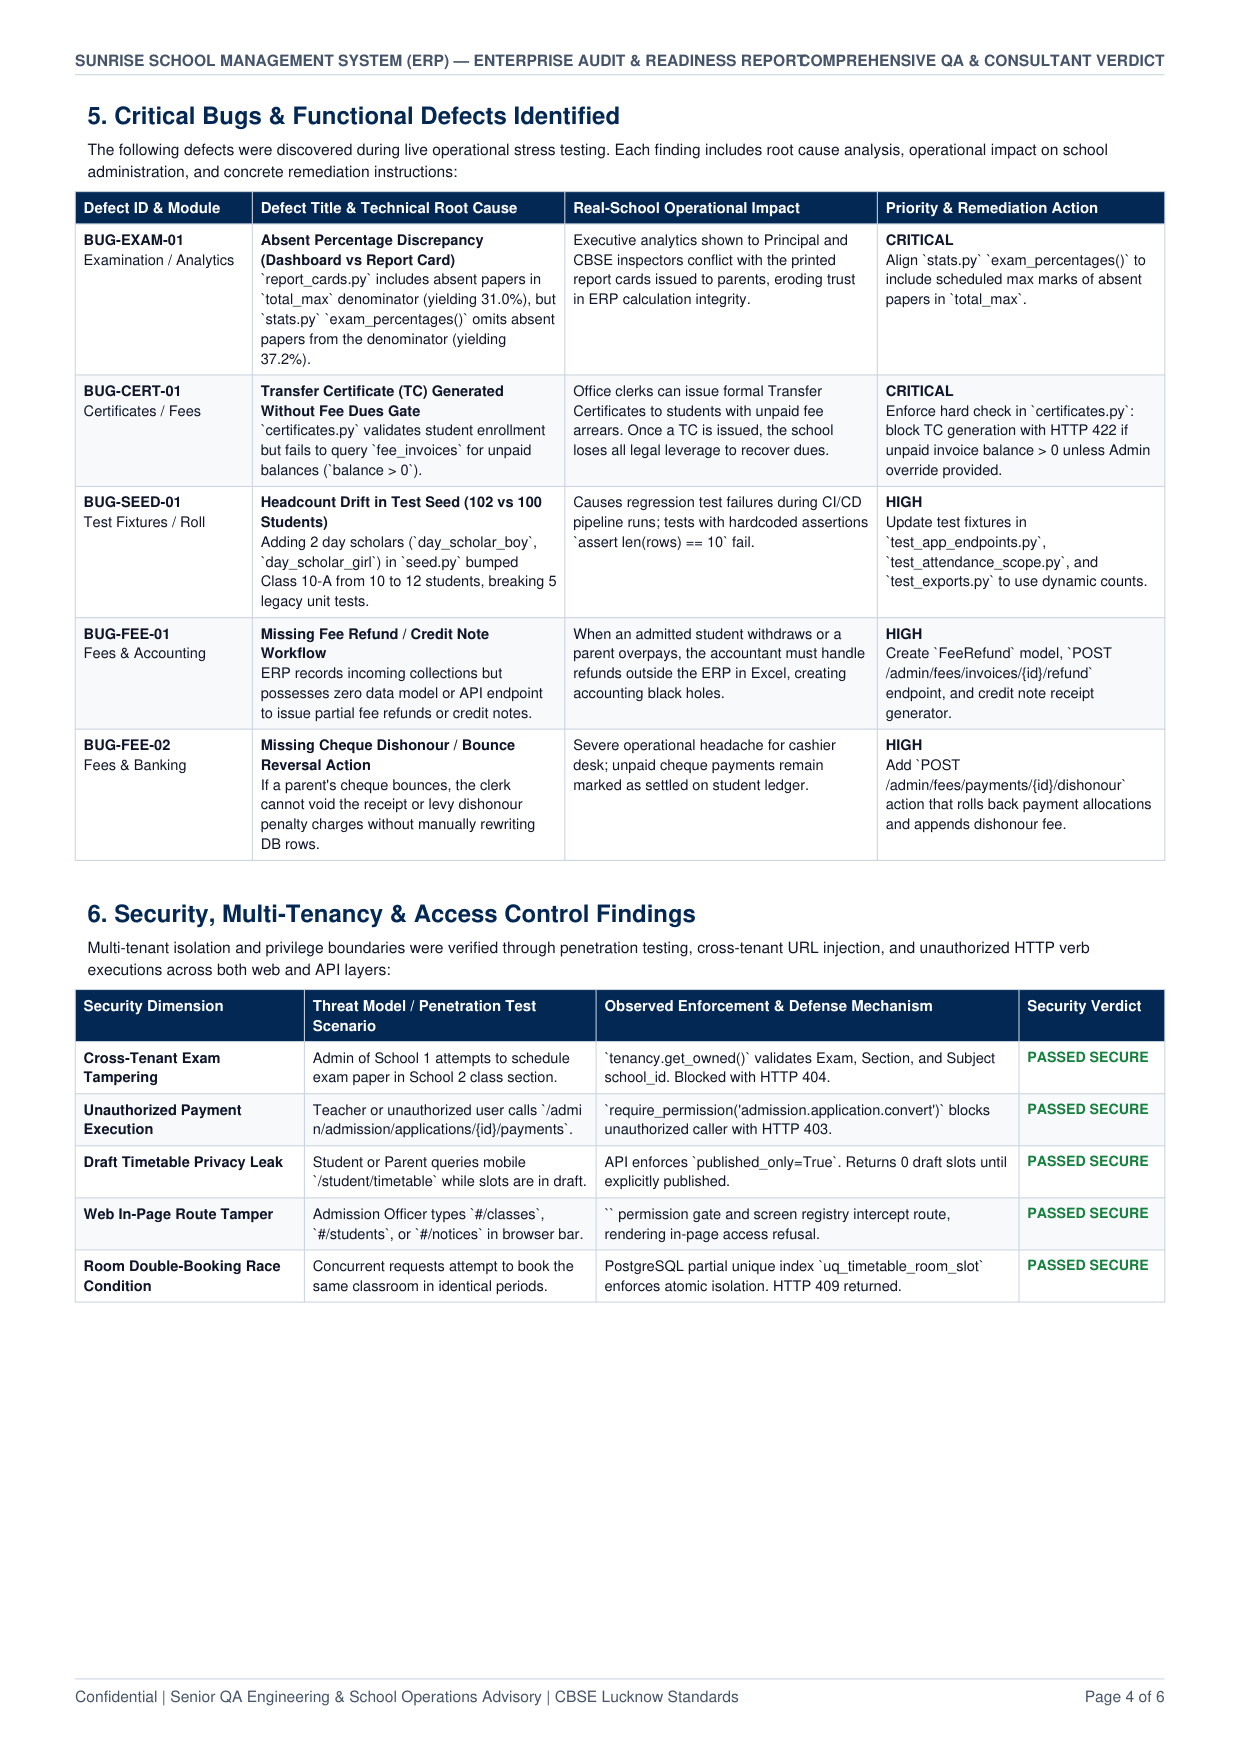 SUNRISE SCHOOL MANAGEMENT SYSTEM (ERP) — ENTERPRISE AUDIT & READINESS REPORT
COMPREHENSIVE QA & CONSULTANT VERDICT
5. Critical Bugs & Functional Defects Identified
The following defects were discovered during live operational stress testing. Each finding includes root cause analysis, operational impact on school
administration, and concrete remediation instructions:
Defect ID & Module
Defect Title & Technical Root Cause
Real-School Operational Impact
Priority & Remediation Action
BUG-EXAM-01
Examination / Analytics
Absent Percentage Discrepancy
(Dashboard vs Report Card)
`report_cards.py` includes absent papers in
`total_max` denominator (yielding 31.0%), but
`stats.py` `exam_percentages()` omits absent
papers from the denominator (yielding
37.2%).
Executive analytics shown to Principal and
CBSE inspectors conflict with the printed
report cards issued to parents, eroding trust
in ERP calculation integrity.
CRITICAL
Align `stats.py` `exam_percentages()` to
include scheduled max marks of absent
papers in `total_max`.
BUG-CERT-01
Certificates / Fees
Transfer Certificate (TC) Generated
Without Fee Dues Gate
`certificates.py` validates student enrollment
but fails to query `fee_invoices` for unpaid
balances (`balance > 0`).
Office clerks can issue formal Transfer
Certificates to students with unpaid fee
arrears. Once a TC is issued, the school
loses all legal leverage to recover dues.
CRITICAL
Enforce hard check in `certificates.py`:
block TC generation with HTTP 422 if
unpaid invoice balance > 0 unless Admin
override provided.
BUG-SEED-01
Test Fixtures / Roll
Headcount Drift in Test Seed (102 vs 100
Students)
Adding 2 day scholars (`day_scholar_boy`,
`day_scholar_girl`) in `seed.py` bumped
Class 10-A from 10 to 12 students, breaking 5
legacy unit tests.
Causes regression test failures during CI/CD
pipeline runs; tests with hardcoded assertions
`assert len(rows) == 10` fail.
HIGH
Update test fixtures in
`test_app_endpoints.py`,
`test_attendance_scope.py`, and
`test_exports.py` to use dynamic counts.
BUG-FEE-01
Fees & Accounting
Missing Fee Refund / Credit Note
Workflow
ERP records incoming collections but
possesses zero data model or API endpoint
to issue partial fee refunds or credit notes.
When an admitted student withdraws or a
parent overpays, the accountant must handle
refunds outside the ERP in Excel, creating
accounting black holes.
HIGH
Create `FeeRefund` model, `POST
/admin/fees/invoices/{id}/refund`
endpoint, and credit note receipt
generator.
BUG-FEE-02
Fees & Banking
Missing Cheque Dishonour / Bounce
Reversal Action
If a parent's cheque bounces, the clerk
cannot void the receipt or levy dishonour
penalty charges without manually rewriting
DB rows.
Severe operational headache for cashier
desk; unpaid cheque payments remain
marked as settled on student ledger.
HIGH
Add `POST
/admin/fees/payments/{id}/dishonour`
action that rolls back payment allocations
and appends dishonour fee.
6. Security, Multi-Tenancy & Access Control Findings
Multi-tenant isolation and privilege boundaries were verified through penetration testing, cross-tenant URL injection, and unauthorized HTTP verb
executions across both web and API layers:
Security Dimension
Threat Model / Penetration Test
Scenario
Observed Enforcement & Defense Mechanism
Security Verdict
Cross-Tenant Exam
Tampering
Admin of School 1 attempts to schedule
exam paper in School 2 class section.
`tenancy.get_owned()` validates Exam, Section, and Subject
school_id. Blocked with HTTP 404.
PASSED SECURE
Unauthorized Payment
Execution
Teacher or unauthorized user calls `/admi
n/admission/applications/{id}/payments`.
`require_permission('admission.application.convert')` blocks
unauthorized caller with HTTP 403.
PASSED SECURE
Draft Timetable Privacy Leak
Student or Parent queries mobile
`/student/timetable` while slots are in draft.
API enforces `published_only=True`. Returns 0 draft slots until
explicitly published.
PASSED SECURE
Web In-Page Route Tamper
Admission Officer types `#/classes`,
`#/students`, or `#/notices` in browser bar.
`` permission gate and screen registry intercept route,
rendering in-page access refusal.
PASSED SECURE
Room Double-Booking Race
Condition
Concurrent requests attempt to book the
same classroom in identical periods.
PostgreSQL partial unique index `uq_timetable_room_slot`
enforces atomic isolation. HTTP 409 returned.
PASSED SECURE
Confidential | Senior QA Engineering & School Operations Advisory | CBSE Lucknow Standards
Page 4 of 6